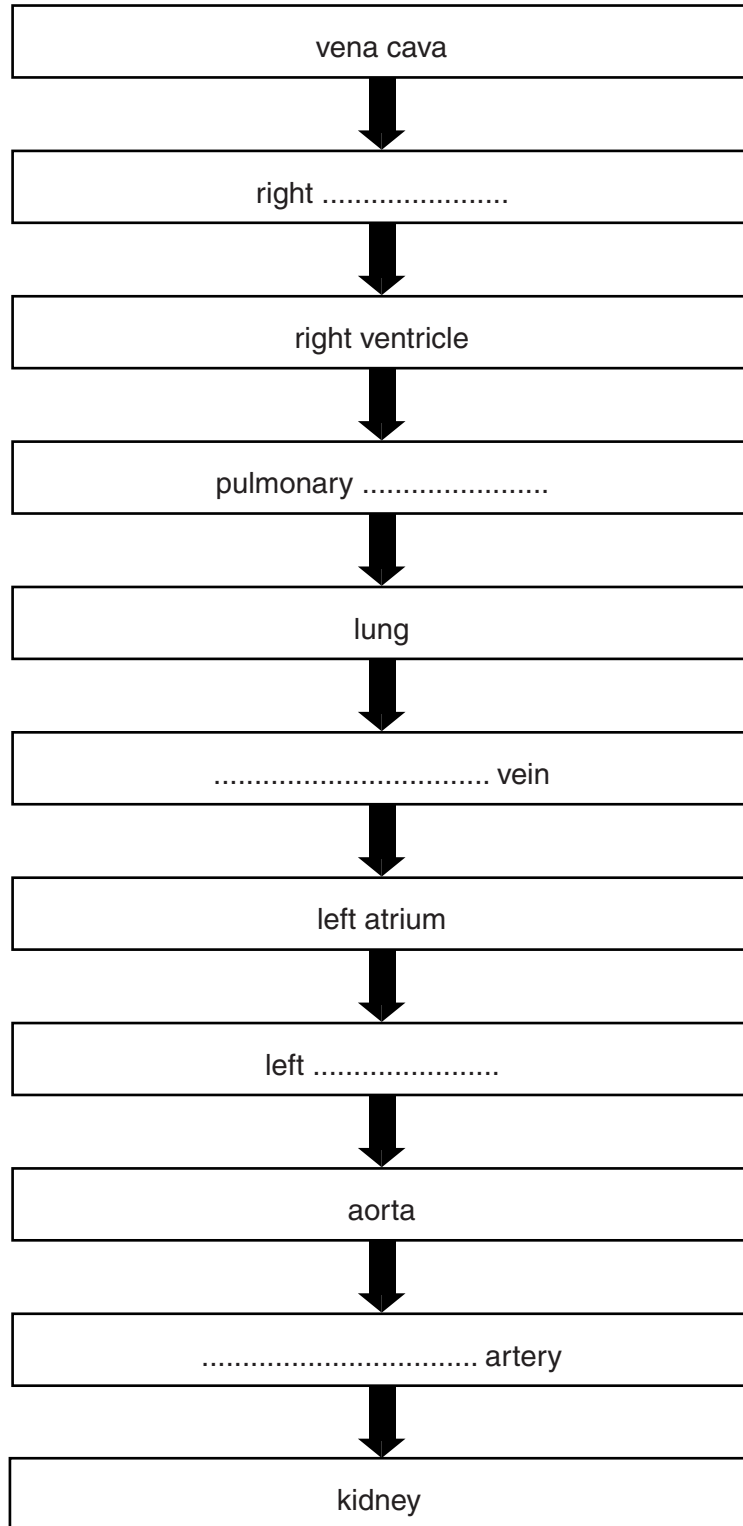 vena cava
right .......................
right ventricle
pulmonary .......................
lung
.................................. vein
left atrium
left .......................
aorta
.................................. artery
kidney